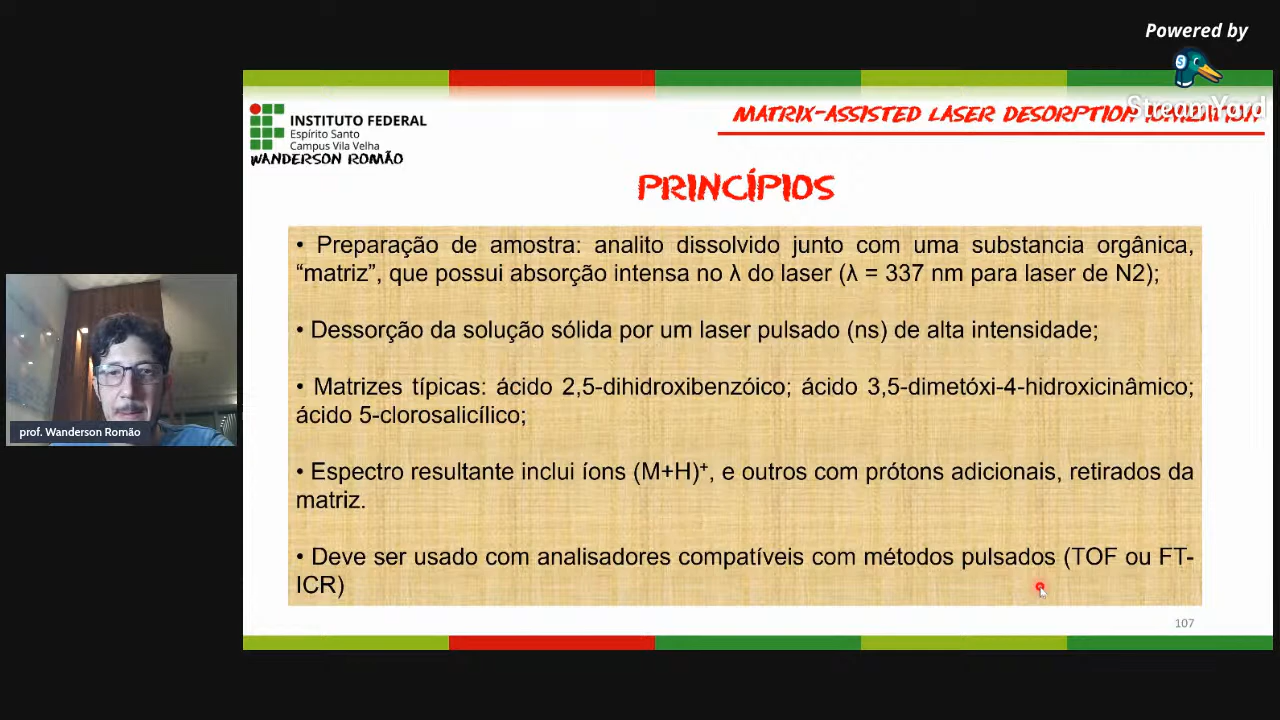 Powered by
StreamYard
MATRIX-ASSISTED LASER DESORPTION IONIZATION
INSTITUTO FEDERAL
Espírito Santo
Campus Vila Velha
WANDERSON ROMÃO
PRINCÍPIOS
• Preparação de amostra: analito dissolvido junto com uma substancia orgânica,
“matriz”, que possui absorção intensa no λ do laser (λ = 337 nm para laser de N2);
• Dessorção da solução sólida por um laser pulsado (ns) de alta intensidade;
• Matrizes típicas: ácido 2,5-dihidroxibenzóico; ácido 3,5-dimetóxi-4-hidroxicinâmico;
ácido 5-clorosalicílico;
• Espectro resultante inclui íons (M+H)⁺, e outros com prótons adicionais, retirados da
matriz.
• Deve ser usado com analisadores compatíveis com métodos pulsados (TOF ou FT-
ICR)
prof. Wanderson Romão
107